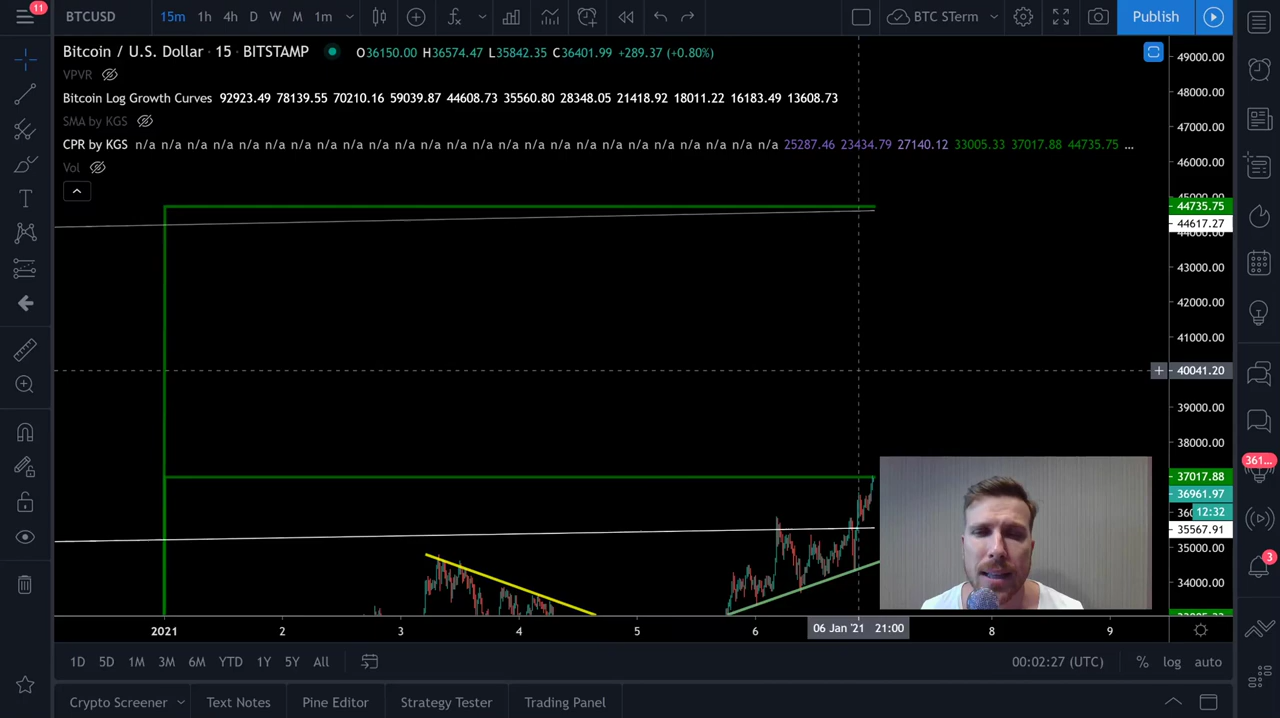 11
BTCUSD 15m 1h 4h D W M 1m BTC STerm Publish
Bitcoin / U.S. Dollar · 15 · BITSTAMP O36150.00 H36574.47 L35842.35 C36401.99 +289.37 (+0.80%)
VPVR
Bitcoin Log Growth Curves 92923.49 78139.55 70210.16 59039.87 44608.73 35560.80 28348.05 21418.92 18011.22 16183.49 13608.73
SMA by KGS
CPR by KGS n/a n/a n/a n/a n/a n/a n/a n/a n/a n/a n/a n/a n/a n/a n/a n/a n/a n/a n/a n/a n/a n/a n/a n/a n/a 25287.46 23434.79 27140.12 33005.33 37017.88 44735.75 ...
Vol
49000.00
48000.00
47000.00
46000.00
44735.75
44617.27
44000.00
43000.00
42000.00
41000.00
40041.20
39000.00
38000.00
37017.88
36961.97
12:32
35567.91
35000.00
34000.00
361...
3
2021 2 3 4 5 6 06 Jan '21 21:00 8 9
1D 5D 1M 3M 6M YTD 1Y 5Y All 00:02:27 (UTC) % log auto
Crypto Screener Text Notes Pine Editor Strategy Tester Trading Panel